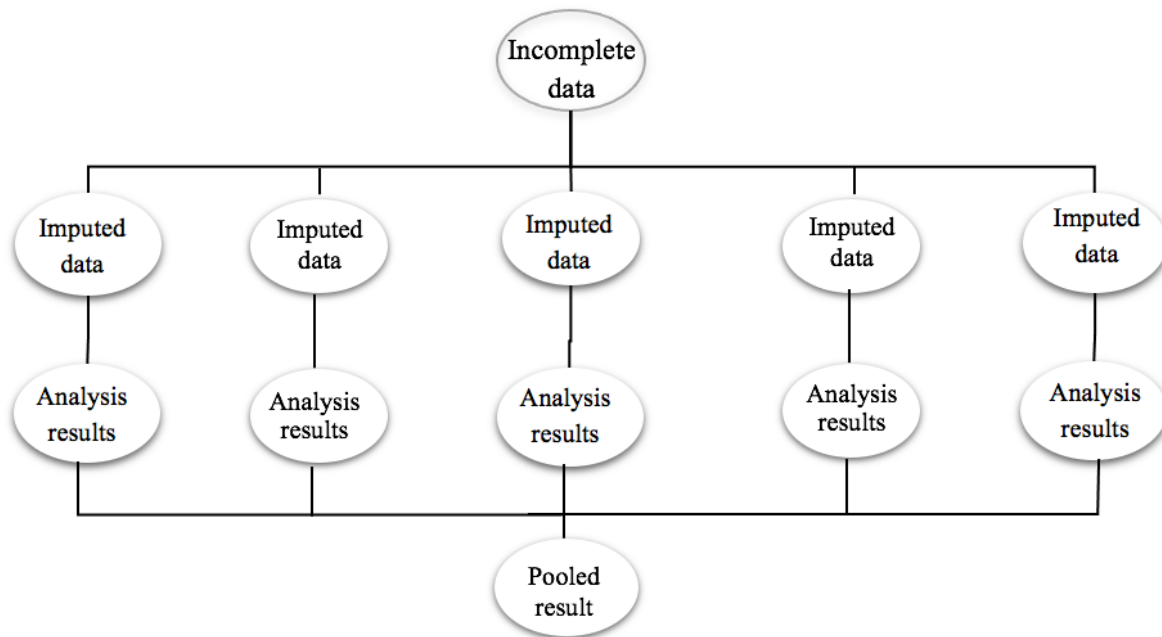 Incomplete
data
Imputed
data
Imputed
data
Imputed
data
Imputed
data
Imputed
data
Analysis
results
Analysis
results
Analysis
results
Analysis
results
Analysis
results
Pooled
result